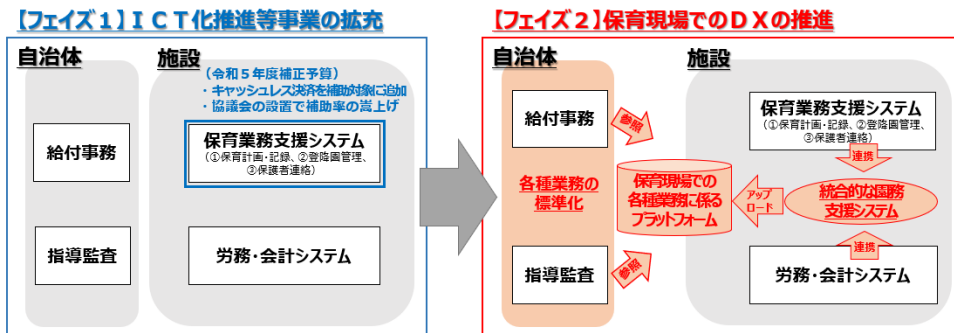 【フェイズ１】ＩＣＴ化推進等事業の拡充
自治体
施設
（令和５年度補正予算）
・キャッシュレス決済を補助対象に追加
・協議会の設置で補助率の嵩上げ
給付事務
保育業務支援システム
（①保育計画・記録、②登降園管理、
③保護者連絡）
指導監査
労務・会計システム
【フェイズ２】保育現場でのＤＸの推進
自治体
施設
給付事務
参照
保育業務支援システム
（①保育計画・記録、②登降園管理、
③保護者連絡）
連携
各種業務の
標準化
保育現場での
各種業務に係る
プラットフォーム
アップ
ロード
統合的な園務
支援システム
連携
指導監査
参照
労務・会計システム